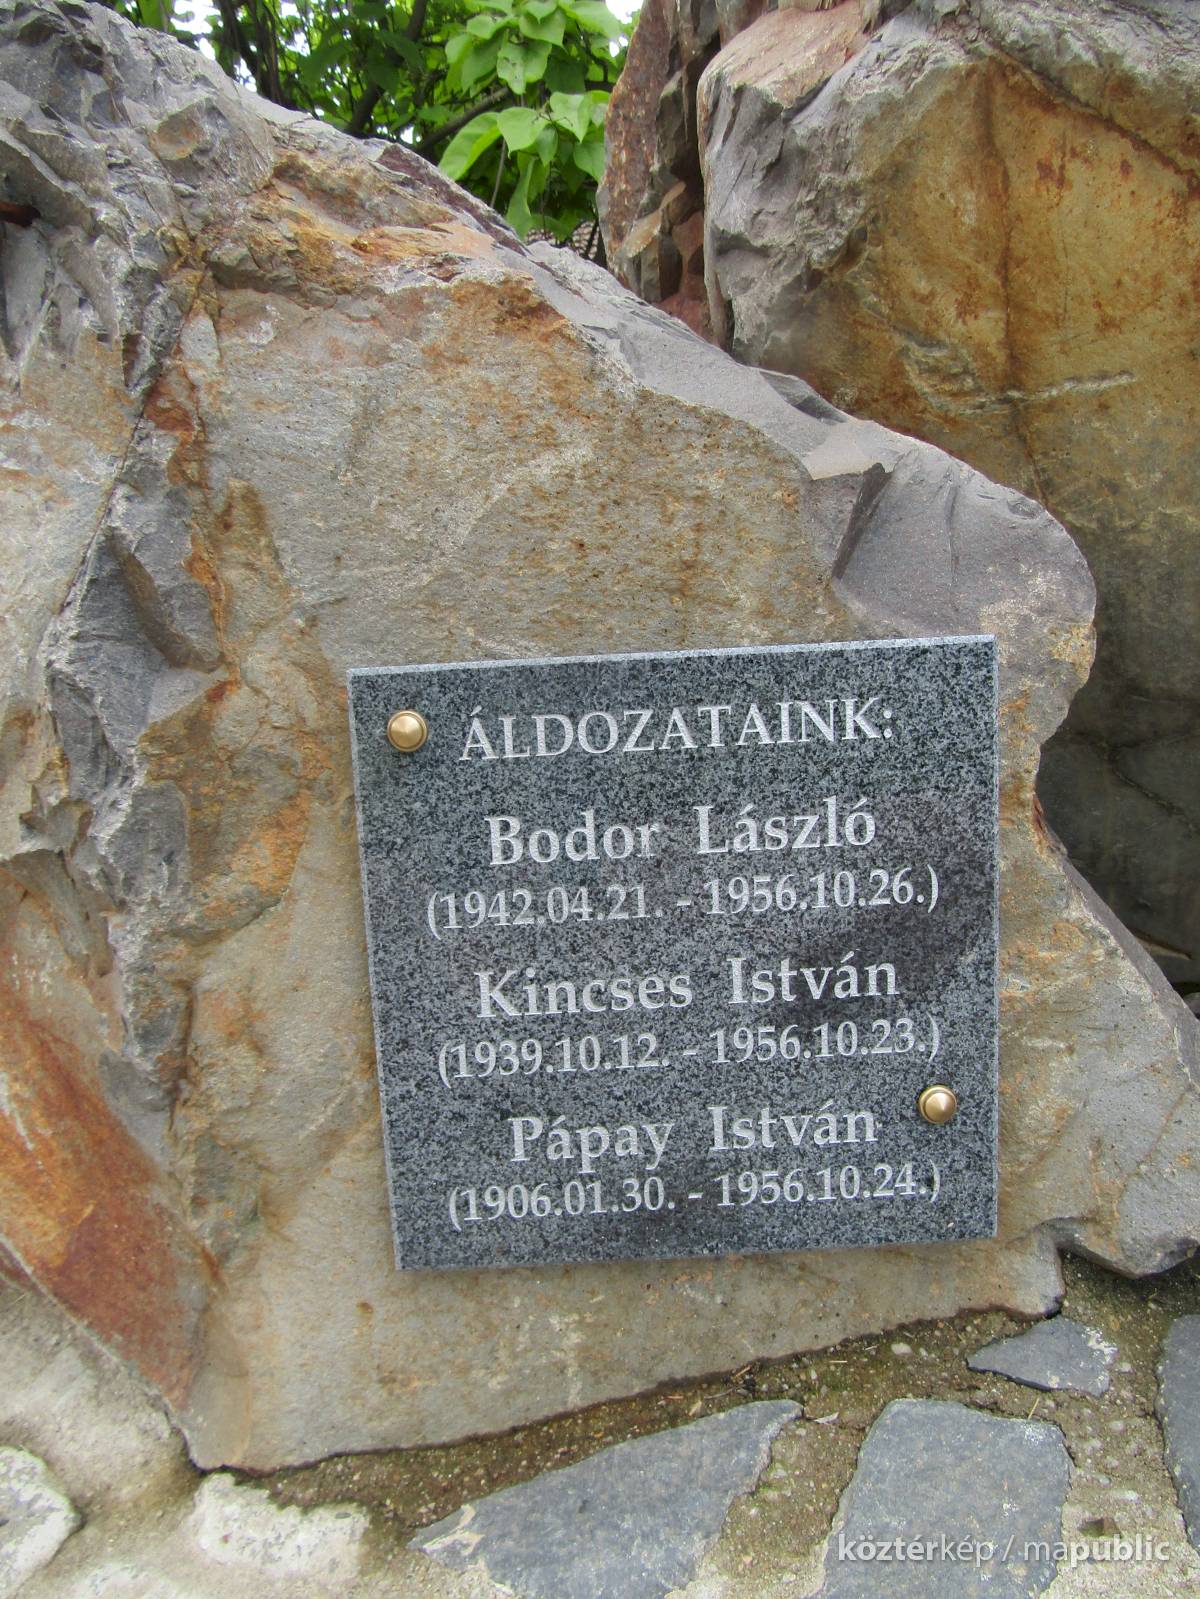 ÁLDOZATAINK:
Bodor László
(1942.04.21. - 1956.10.26.)
Kincses István
(1939.10.12. - 1956.10.23.)
Pápay István
(1906.01.30. - 1956.10.24.)
köztérkép / mapublic